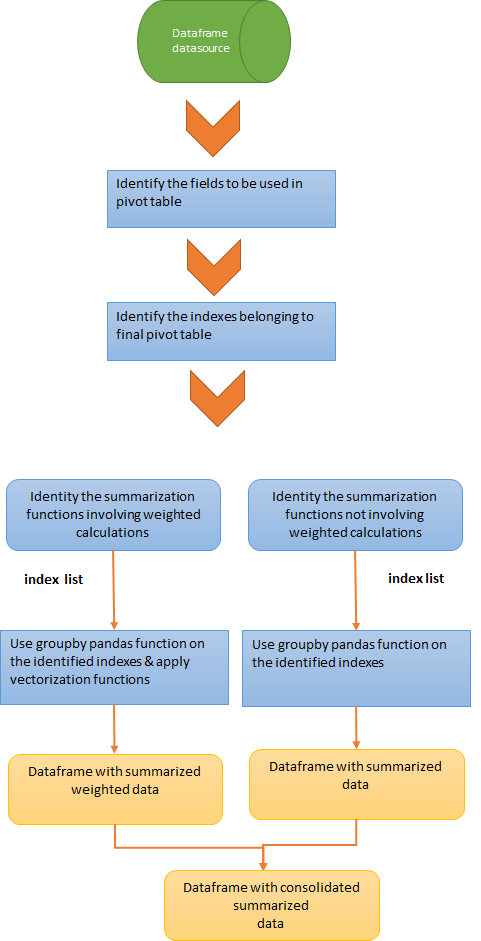 Dataframe
datasource
Identify the fields to be used in
pivot table
Identify the indexes belonging to
final pivot table
Identity the summarization
functions involving weighted
calculations
Identity the summarization
functions not involving
weighted calculations
index list
index list
Use groupby pandas function on
the identified indexes & apply
vectorization functions
Use groupby pandas function on
the identified indexes
Dataframe with summarized
weighted data
Dataframe with summarized
data
Dataframe with consolidated
summarized
data